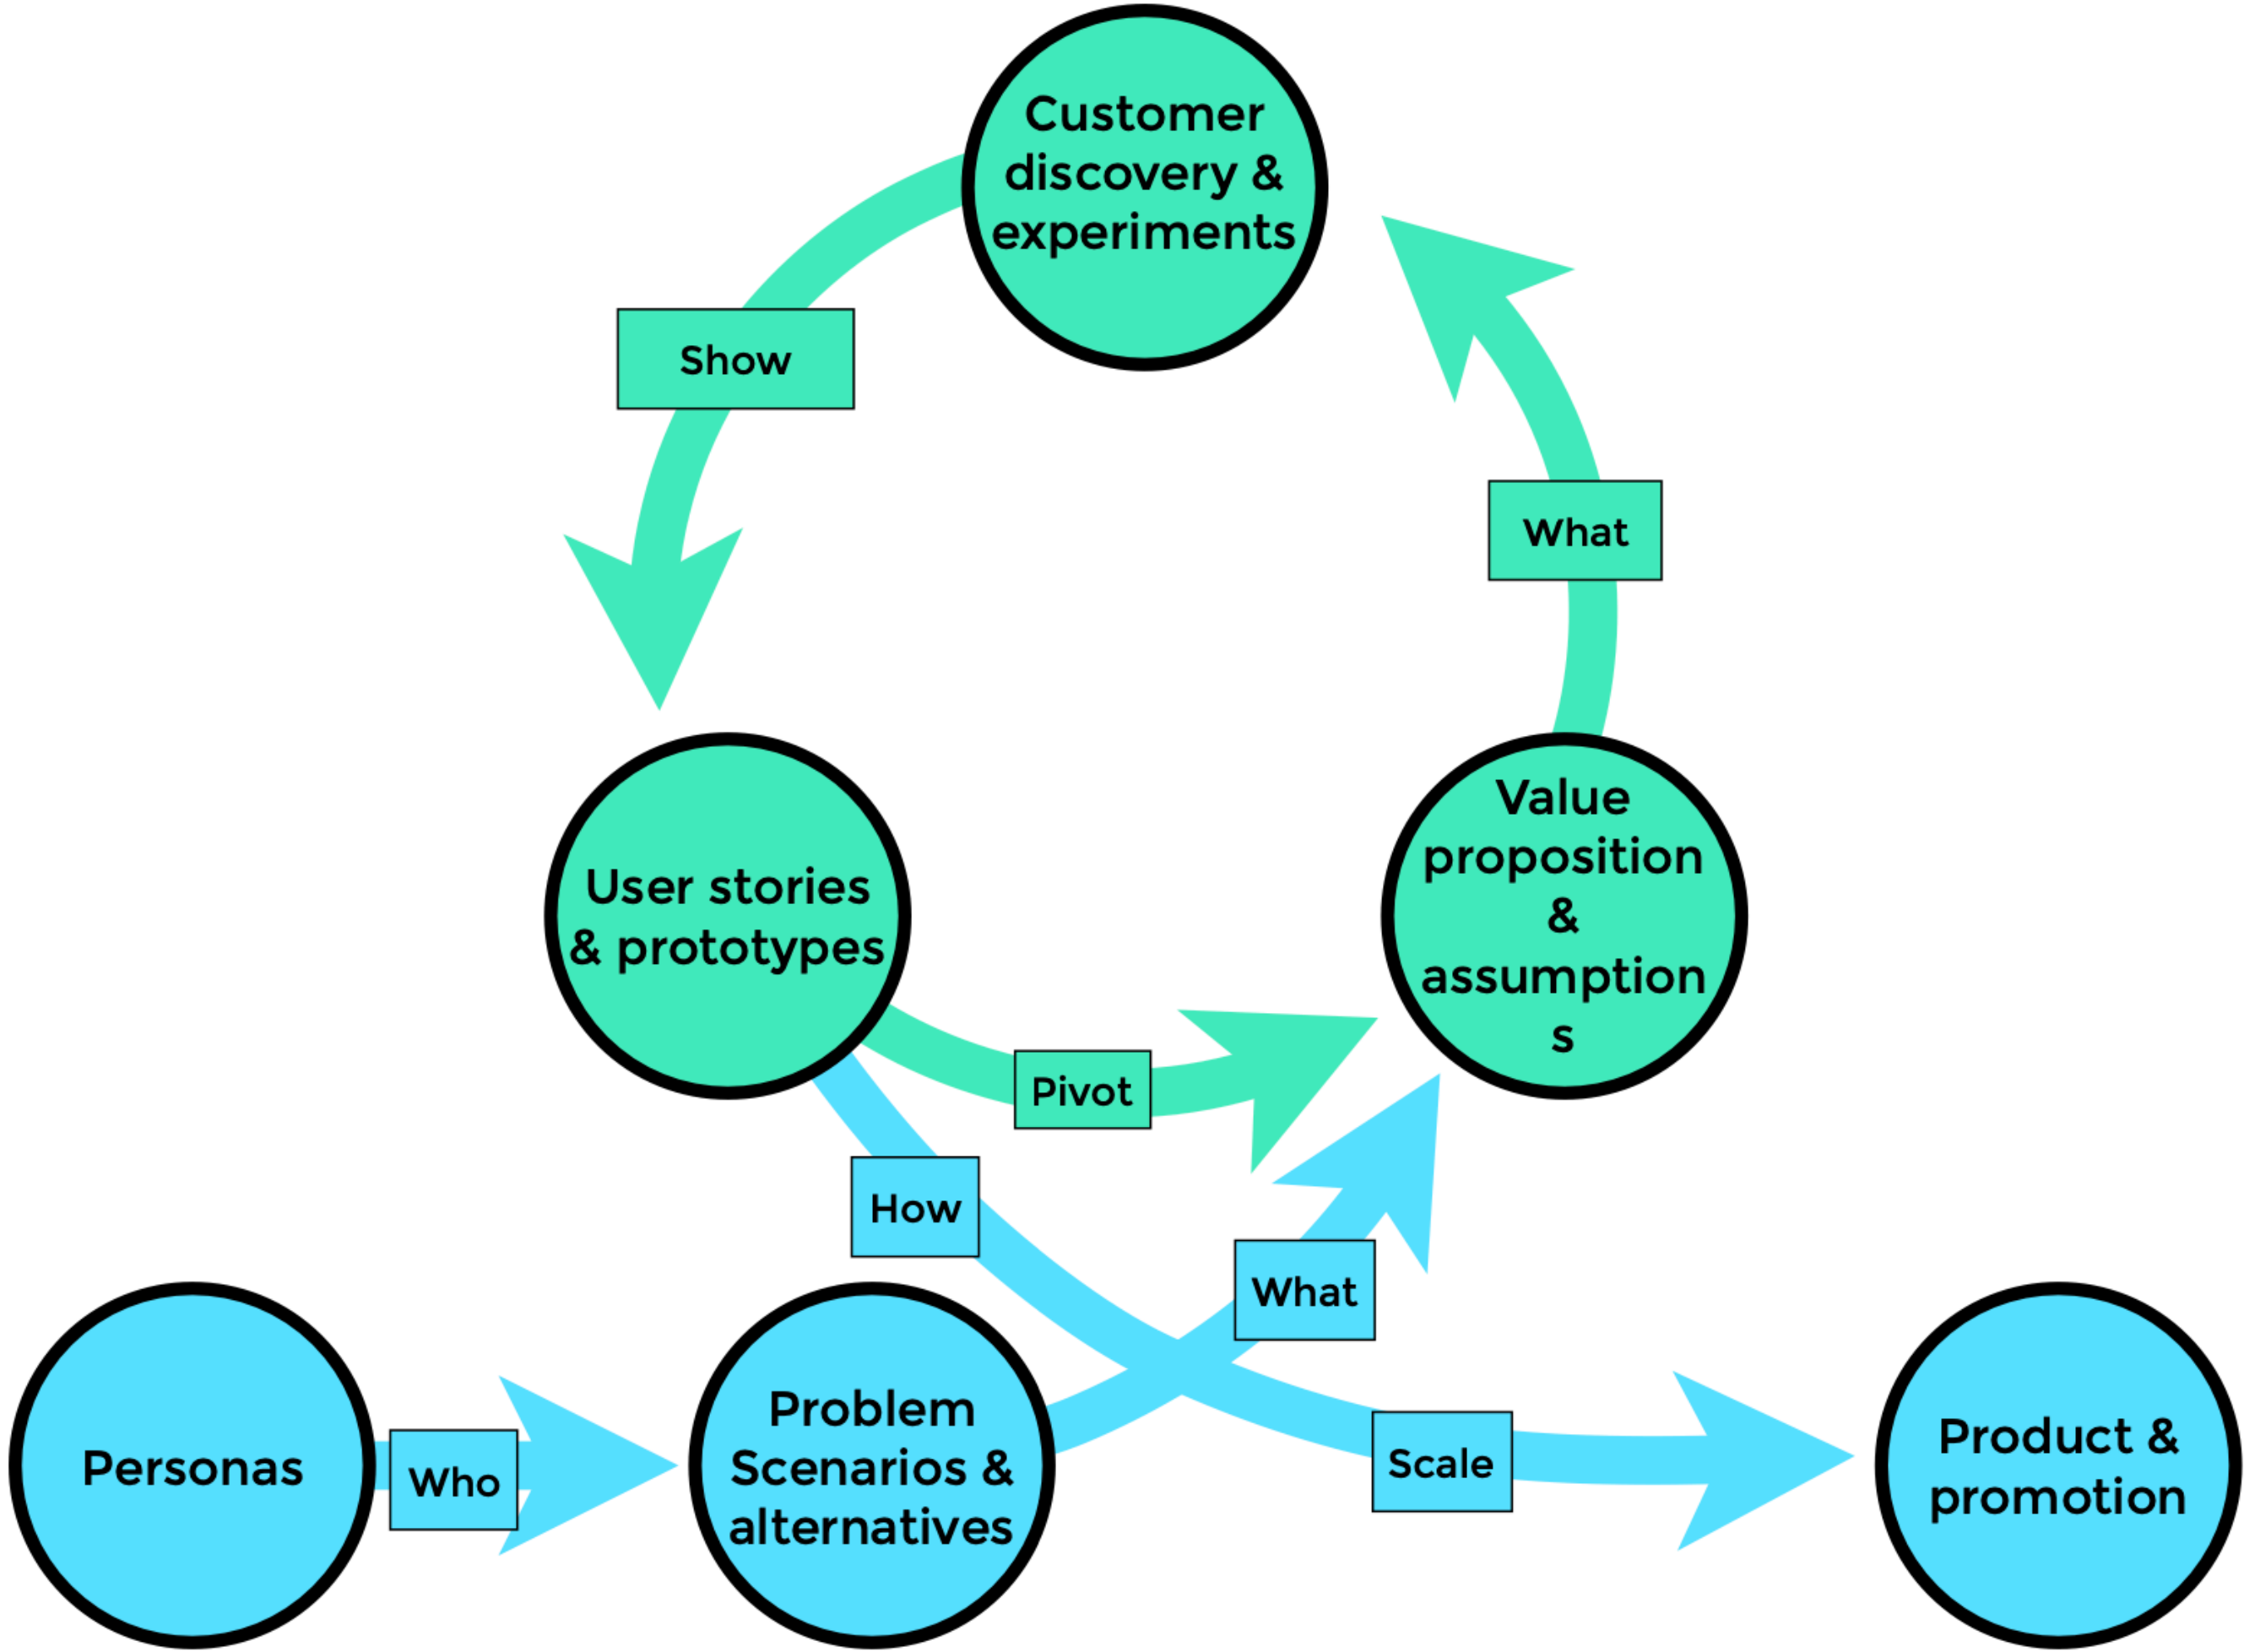 Customer
discovery &
experiments
Show
What
Value
proposition
&
assumption
s
User stories
& prototypes
Pivot
How
What
Personas
Who
Problem
Scenarios &
alternatives
Scale
Product &
promotion